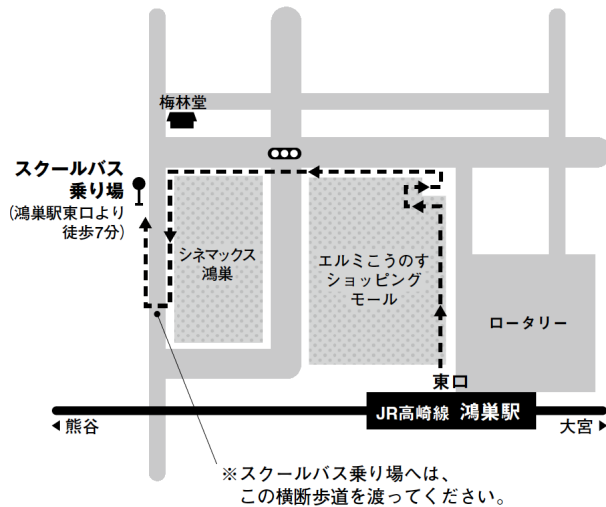 梅林堂
スクールバス
乗り場
(鴻巣駅東口より
徒歩7分)
シネマックス
鴻巣
エルミこうのす
ショッピング
モール
ロータリー
東口
JR高崎線 鴻巣駅
熊谷
大宮
※スクールバス乗り場へは、
この横断歩道を渡ってください。